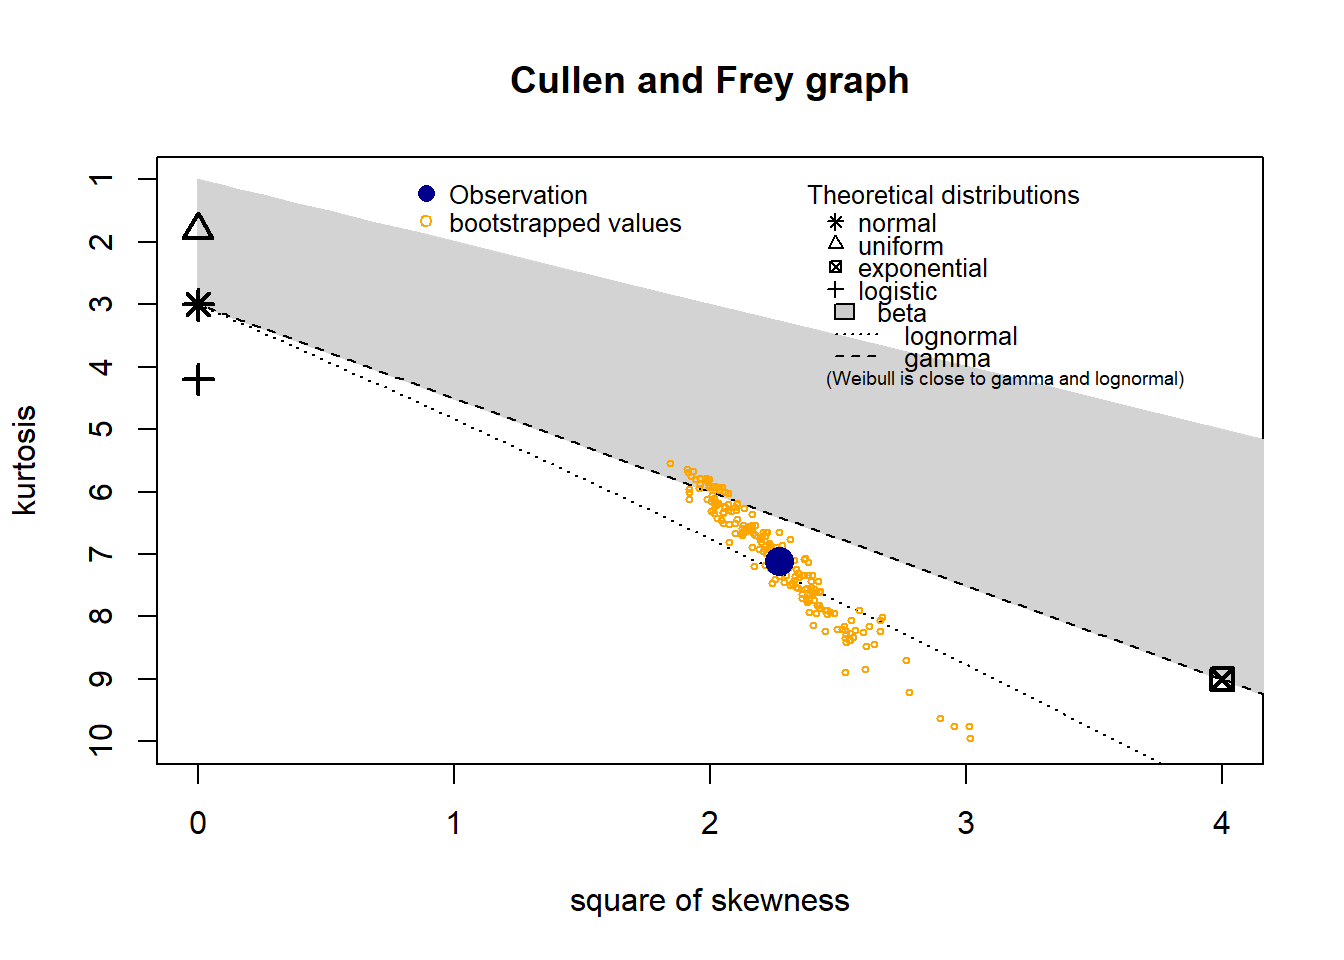 Cullen and Frey graph
Observation
bootstrapped values
Theoretical distributions
normal
uniform
exponential
logistic
beta
lognormal
gamma
(Weibull is close to gamma and lognormal)
kurtosis
1
2
3
4
5
6
7
8
9
10
0 1 2 3 4
square of skewness